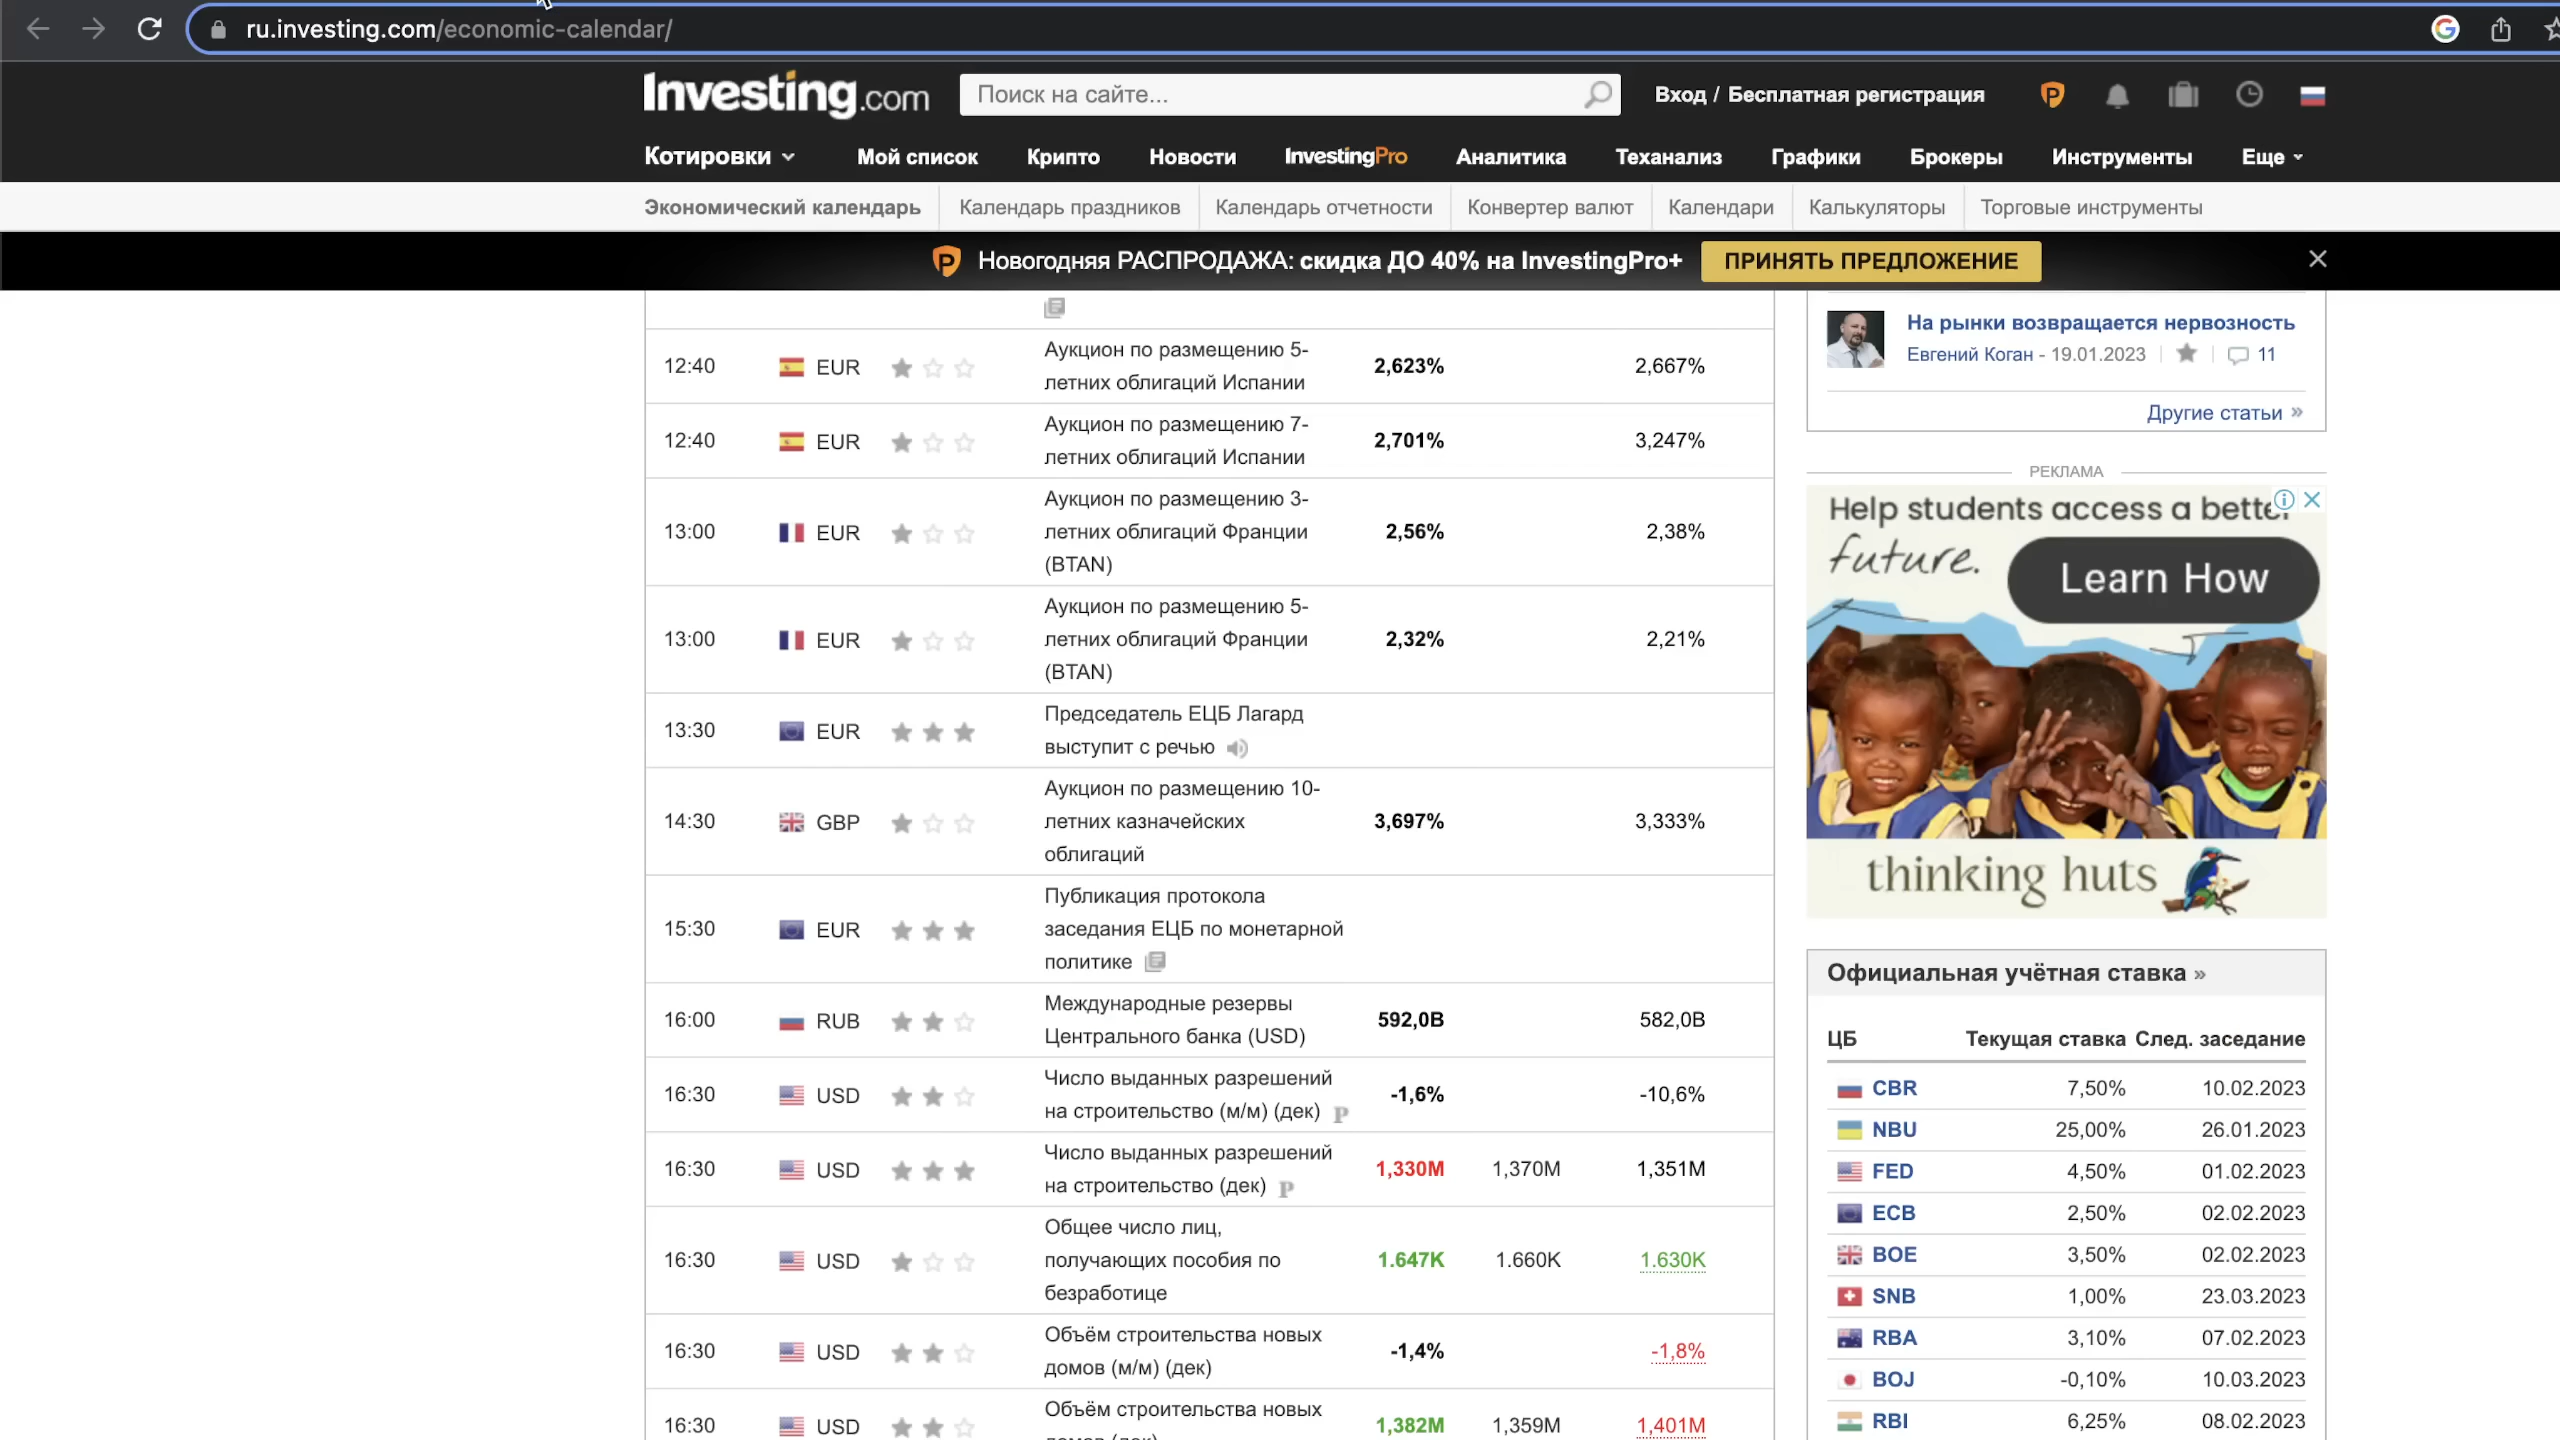 ru.investing.com/economic-calendar/
Investing.com
Поиск на сайте...
Вход / Бесплатная регистрация
Котировки
Мой список
Крипто
Новости
InvestingPro
Аналитика
Теханализ
Графики
Брокеры
Инструменты
Еще
Экономический календарь
Календарь праздников
Календарь отчетности
Конвертер валют
Календари
Калькуляторы
Торговые инструменты
Новогодняя РАСПРОДАЖА: скидка ДО 40% на InvestingPro+
ПРИНЯТЬ ПРЕДЛОЖЕНИЕ
12:40 EUR Аукцион по размещению 5-
летних облигаций Испании 2,623% 2,667%
12:40 EUR Аукцион по размещению 7-
летних облигаций Испании 2,701% 3,247%
13:00 EUR Аукцион по размещению 3-
летних облигаций Франции 2,56% 2,38%
(BTAN)
13:00 EUR Аукцион по размещению 5-
летних облигаций Франции 2,32% 2,21%
(BTAN)
13:30 EUR Председатель ЕЦБ Лагард
выступит с речью
14:30 GBP Аукцион по размещению 10-
летних казначейских 3,697% 3,333%
облигаций
15:30 EUR Публикация протокола
заседания ЕЦБ по монетарной
политике
16:00 RUB Международные резервы
Центрального банка (USD) 592,0B 582,0B
16:30 USD Число выданных разрешений
на строительство (м/м) (дек) P -1,6% -10,6%
16:30 USD Число выданных разрешений
на строительство (дек) P 1,330M 1,370M 1,351M
16:30 USD Общее число лиц,
получающих пособия по 1.647K 1.660K 1.630K
безработице
16:30 USD Объём строительства новых
домов (м/м) (дек) -1,4% -1,8%
16:30 USD Объём строительства новых
домов (дек) 1,382M 1,359M 1,401M
На рынки возвращается нервозность
Евгений Коган - 19.01.2023 11
Другие статьи »
РЕКЛАМА
Help students access a better
future.
Learn How
thinking huts
Официальная учётная ставка »
ЦБ Текущая ставка След. заседание
CBR 7,50% 10.02.2023
NBU 25,00% 26.01.2023
FED 4,50% 01.02.2023
ECB 2,50% 02.02.2023
BOE 3,50% 02.02.2023
SNB 1,00% 23.03.2023
RBA 3,10% 07.02.2023
BOJ -0,10% 10.03.2023
RBI 6,25% 08.02.2023